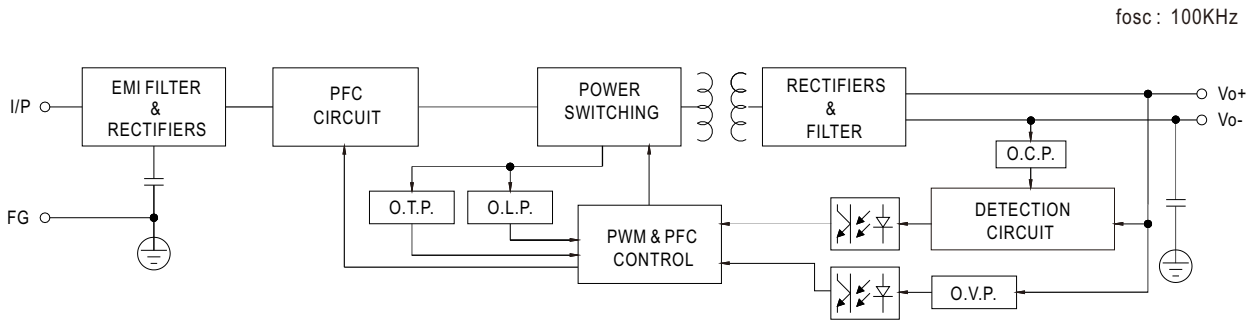 fosc : 100KHz
I/P
EMI FILTER
&
RECTIFIERS
PFC
CIRCUIT
POWER
SWITCHING
RECTIFIERS
&
FILTER
Vo+
Vo-
O.C.P.
O.T.P.
O.L.P.
FG
PWM & PFC
CONTROL
DETECTION
CIRCUIT
O.V.P.